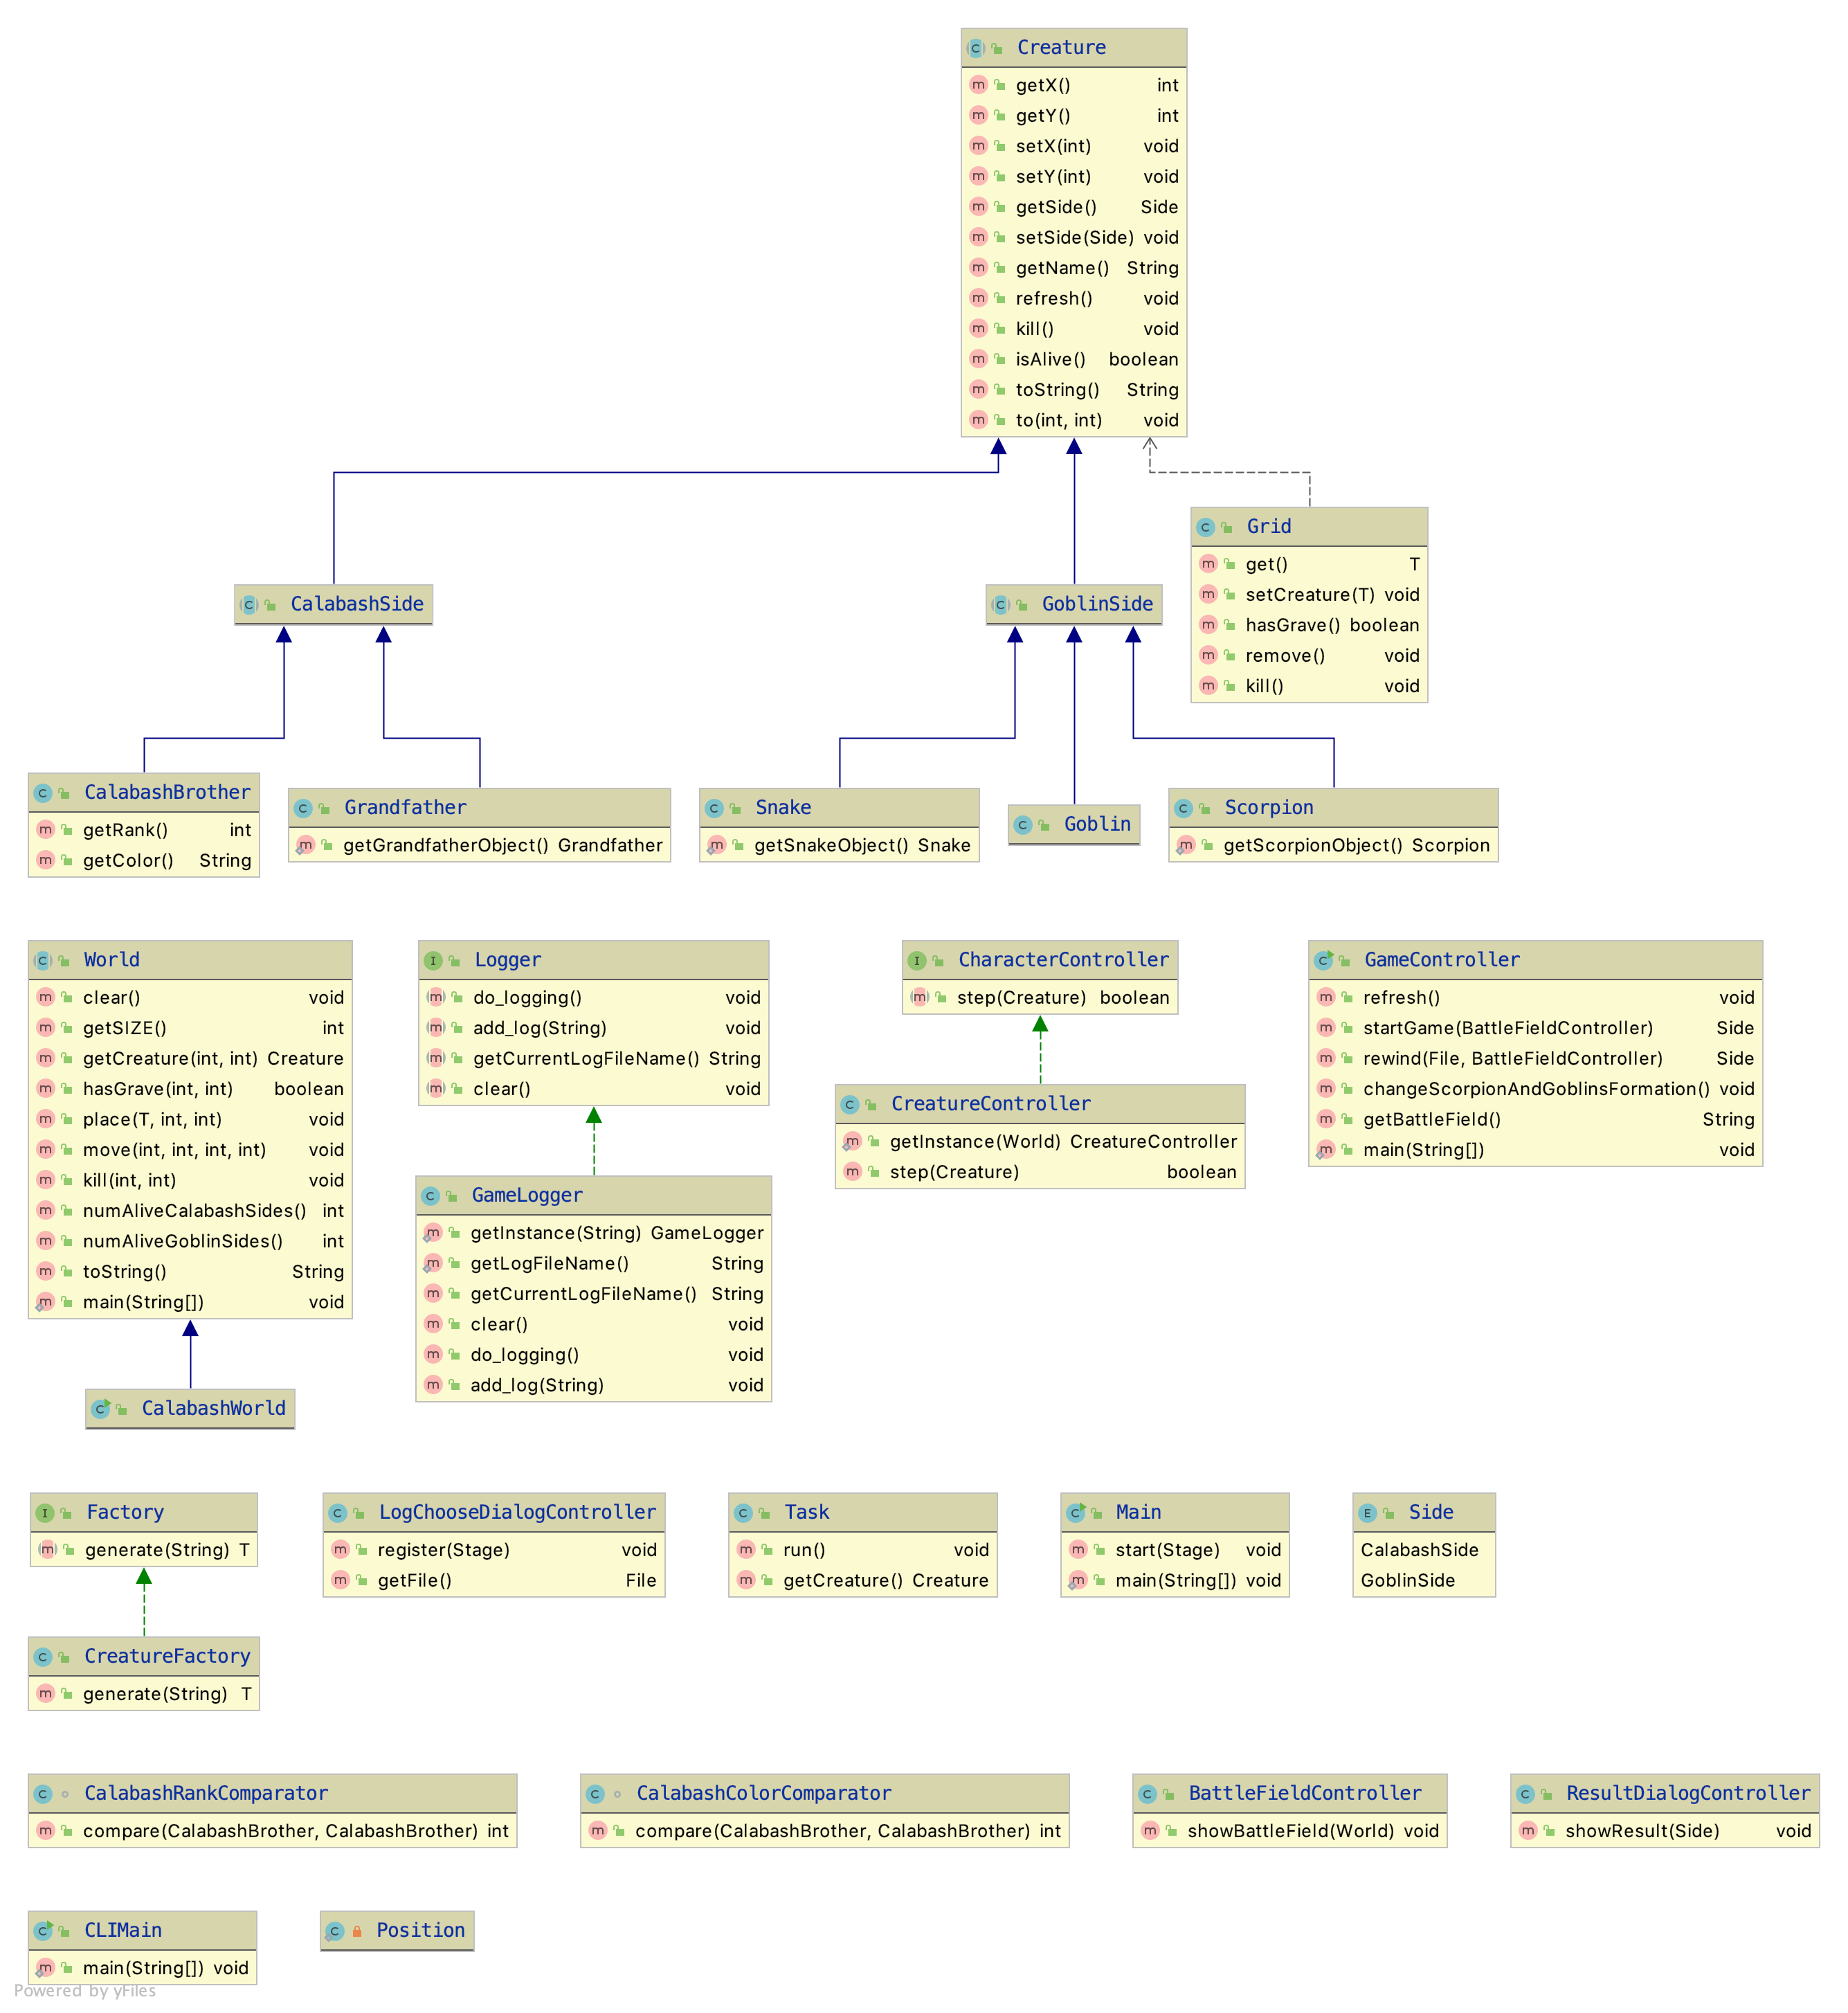 Creature
getX() int
getY() int
setX(int) void
setY(int) void
getSide() Side
setSide(Side) void
getName() String
refresh() void
kill() void
isAlive() boolean
toString() String
to(int, int) void
Grid
get() T
setCreature(T) void
hasGrave() boolean
remove() void
kill() void
CalabashSide
GoblinSide
CalabashBrother
getRank() int
getColor() String
Grandfather
getGrandfatherObject() Grandfather
Snake
getSnakeObject() Snake
Goblin
Scorpion
getScorpionObject() Scorpion
World
clear() void
getSIZE() int
getCreature(int, int) Creature
hasGrave(int, int) boolean
place(T, int, int) void
move(int, int, int, int) void
kill(int, int) void
numAliveCalabashSides() int
numAliveGoblinSides() int
toString() String
main(String[]) void
CalabashWorld
Logger
do_logging() void
add_log(String) void
getCurrentLogFileName() String
clear() void
GameLogger
getInstance(String) GameLogger
getLogFileName() String
getCurrentLogFileName() String
clear() void
do_logging() void
add_log(String) void
CharacterController
step(Creature) boolean
CreatureController
getInstance(World) CreatureController
step(Creature) boolean
GameController
refresh() void
startGame(BattleFieldController) Side
rewind(File, BattleFieldController) Side
changeScorpionAndGoblinsFormation() void
getBattleField() String
main(String[]) void
Factory
generate(String) T
CreatureFactory
generate(String) T
LogChooseDialogController
register(Stage) void
getFile() File
Task
run() void
getCreature() Creature
Main
start(Stage) void
main(String[]) void
Side
CalabashSide
GoblinSide
CalabashRankComparator
compare(CalabashBrother, CalabashBrother) int
CalabashColorComparator
compare(CalabashBrother, CalabashBrother) int
BattleFieldController
showBattleField(World) void
ResultDialogController
showResult(Side) void
CLIMain
main(String[]) void
Position
Powered by yFiles